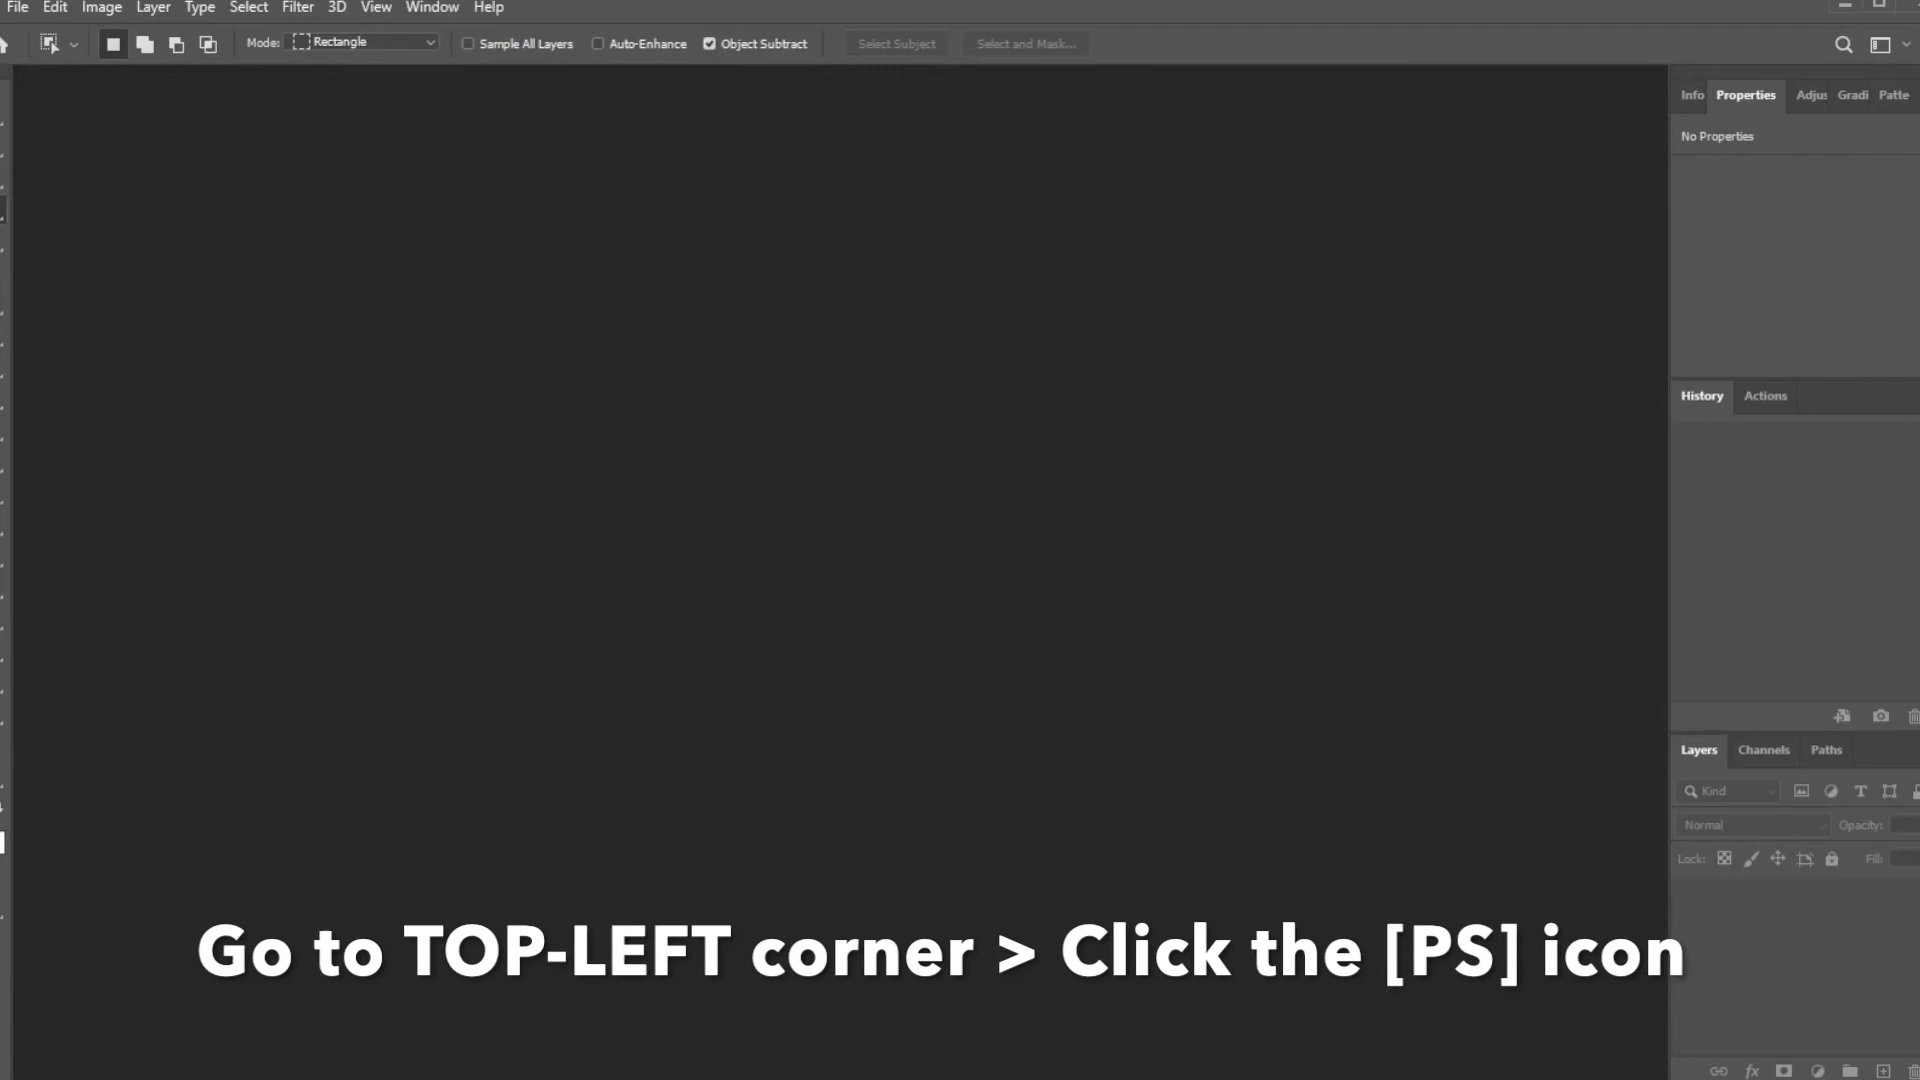 File Edit Image Layer Type Select Filter 3D View Window Help
Mode: Rectangle Sample All Layers Auto-Enhance Object Subtract Select Subject Select and Mask...
Info Properties Adjus Gradi Patte
No Properties
History Actions
Layers Channels Paths
Kind
Normal Opacity:
Lock: Fill:
Go to TOP-LEFT corner > Click the [PS] icon
fx